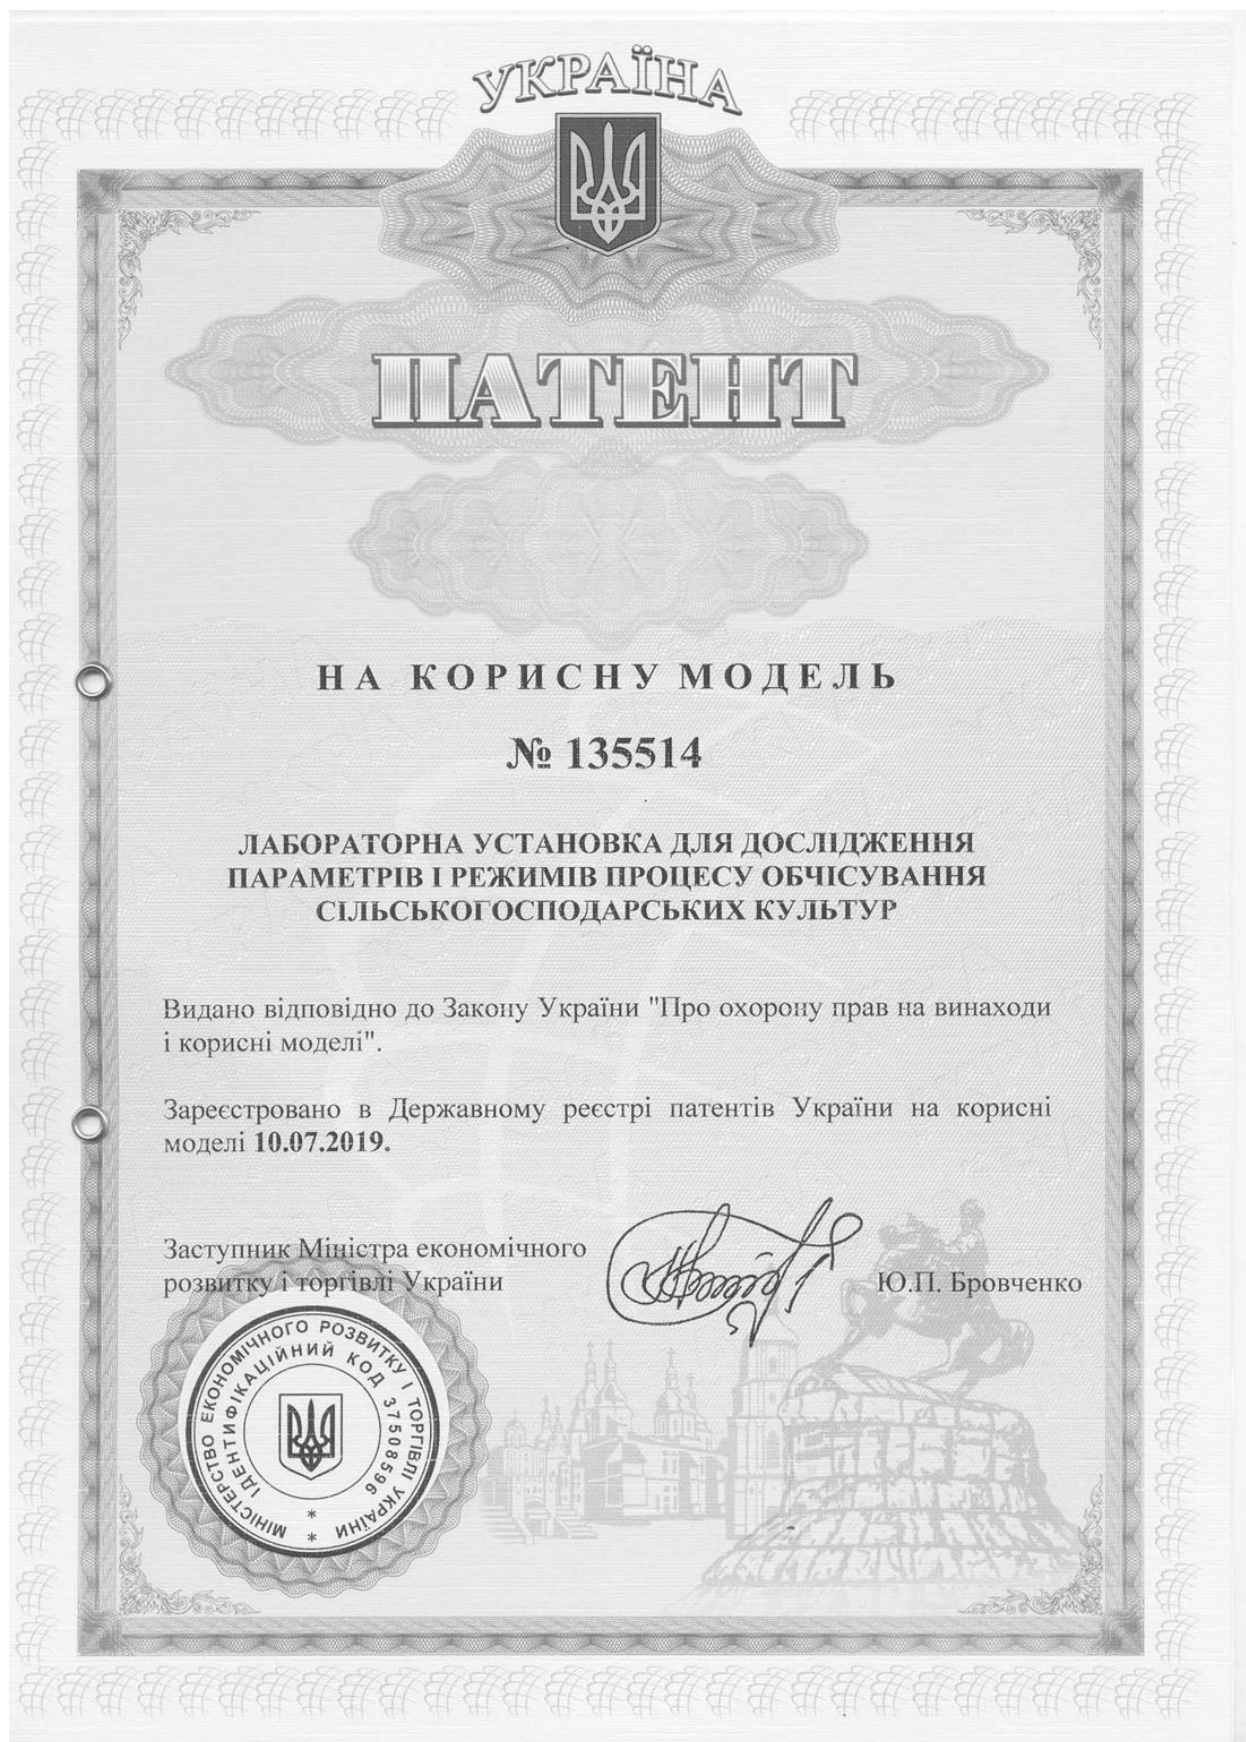 УКРАЇНА
ПАТЕНТ
НА КОРИСНУ МОДЕЛЬ
№ 135514
ЛАБОРАТОРНА УСТАНОВКА ДЛЯ ДОСЛІДЖЕННЯ
ПАРАМЕТРІВ І РЕЖИМІВ ПРОЦЕСУ ОБЧІСУВАННЯ
СІЛЬСЬКОГОСПОДАРСЬКИХ КУЛЬТУР
Видано відповідно до Закону України "Про охорону прав на винаходи
і корисні моделі".
Зареєстровано в Державному реєстрі патентів України на корисні
моделі 10.07.2019.
Заступник Міністра економічного
розвитку і торгівлі України
Ю.П. Бровченко
МІНІСТЕРСТВО ЕКОНОМІЧНОГО РОЗВИТКУ І ТОРГІВЛІ УКРАЇНИ *
ІДЕНТИФІКАЦІЙНИЙ КОД 37508596 *